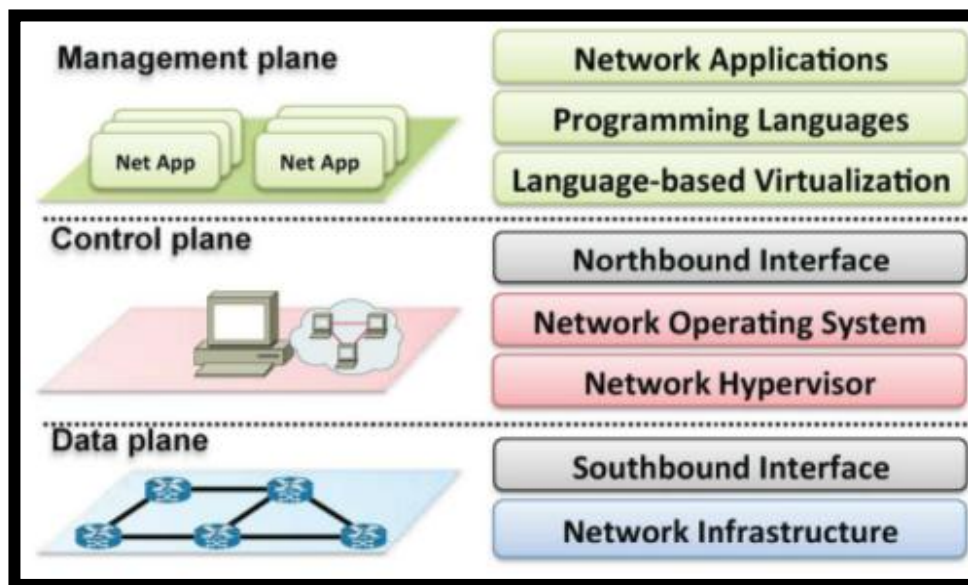 Management plane
Net App
Net App
Network Applications
Programming Languages
Language-based Virtualization
Control plane
Northbound Interface
Network Operating System
Network Hypervisor
Data plane
Southbound Interface
Network Infrastructure